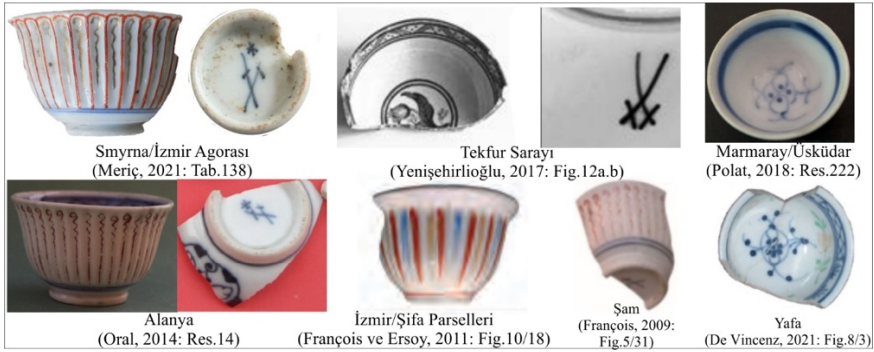 Smyrna/İzmir Agorası
(Meriç, 2021: Tab.138)
Tekfur Sarayı
(Yenişehirlioğlu, 2017: Fig.12a.b)
Marmaray/Üsküdar
(Polat, 2018: Res.222)
Alanya
(Oral, 2014: Res.14)
İzmir/Şifa Parselleri
(François ve Ersoy, 2011: Fig.10/18)
Şam
(François, 2009:
Fig.5/31)
Yafa
(De Vincenz, 2021: Fig.8/3)